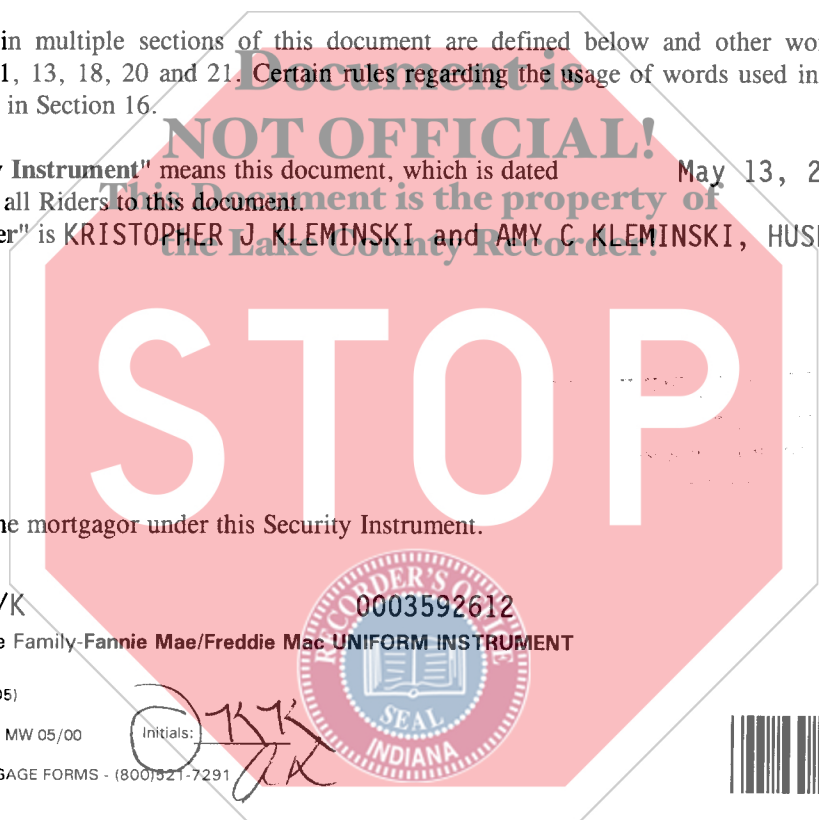 in multiple sections of this document are defined below and other wo
1, 13, 18, 20 and 21. Certain rules regarding the usage of words used in
in Section 16.
Document is
NOT OFFICIAL!
This Document is the property of
the Lake County Recorder!
Instrument" means this document, which is dated May 13, 2
all Riders to this document.
er" is KRISTOPHER J KLEMINSKI and AMY C KLEMINSKI, HUS
STOP
he mortgagor under this Security Instrument.
/K 0003592612
e Family-Fannie Mae/Freddie Mac UNIFORM INSTRUMENT
05)
MW 05/00 Initials: KK
AK
GAGE FORMS - (800)521-7291
RECORDER'S OFFICE
SEAL
INDIANA